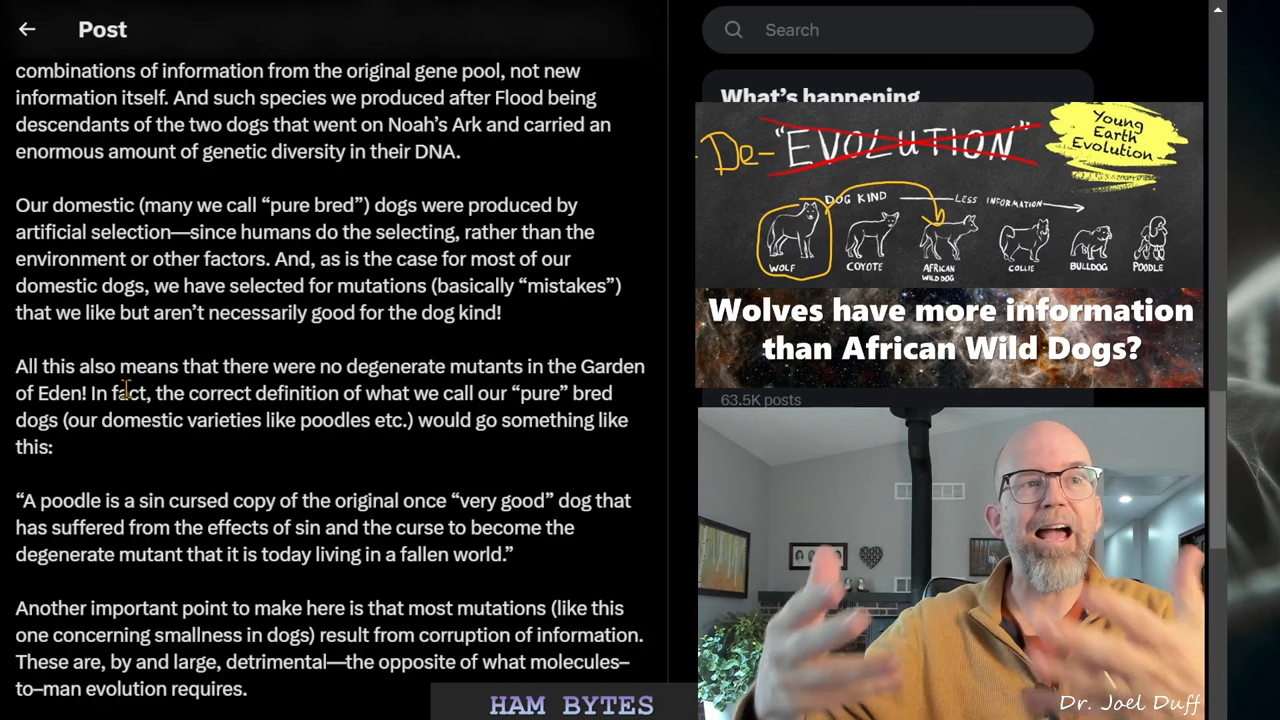 Post
combinations of information from the original gene pool, not new
information itself. And such species we produced after Flood being
descendants of the two dogs that went on Noah’s Ark and carried an
enormous amount of genetic diversity in their DNA.
Our domestic (many we call “pure bred”) dogs were produced by
artificial selection—since humans do the selecting, rather than the
environment or other factors. And, as is the case for most of our
domestic dogs, we have selected for mutations (basically “mistakes”)
that we like but aren’t necessarily good for the dog kind!
All this also means that there were no degenerate mutants in the Garden
of Eden! In fact, the correct definition of what we call our “pure” bred
dogs (our domestic varieties like poodles etc.) would go something like
this:
“A poodle is a sin cursed copy of the original once “very good” dog that
has suffered from the effects of sin and the curse to become the
degenerate mutant that it is today living in a fallen world.”
Another important point to make here is that most mutations (like this
one concerning smallness in dogs) result from corruption of information.
These are, by and large, detrimental—the opposite of what molecules–
to–man evolution requires.
HAM BYTES
Search
What’s happening
De-“EVOLUTION”
Young
Earth
Evolution
DOG KIND LESS INFORMATION
WOLF
COYOTE
AFRICAN
WILD DOG
COLLIE
BULLDOG
POODLE
Wolves have more information
than African Wild Dogs?
63.5K posts
Dr. Joel Duff